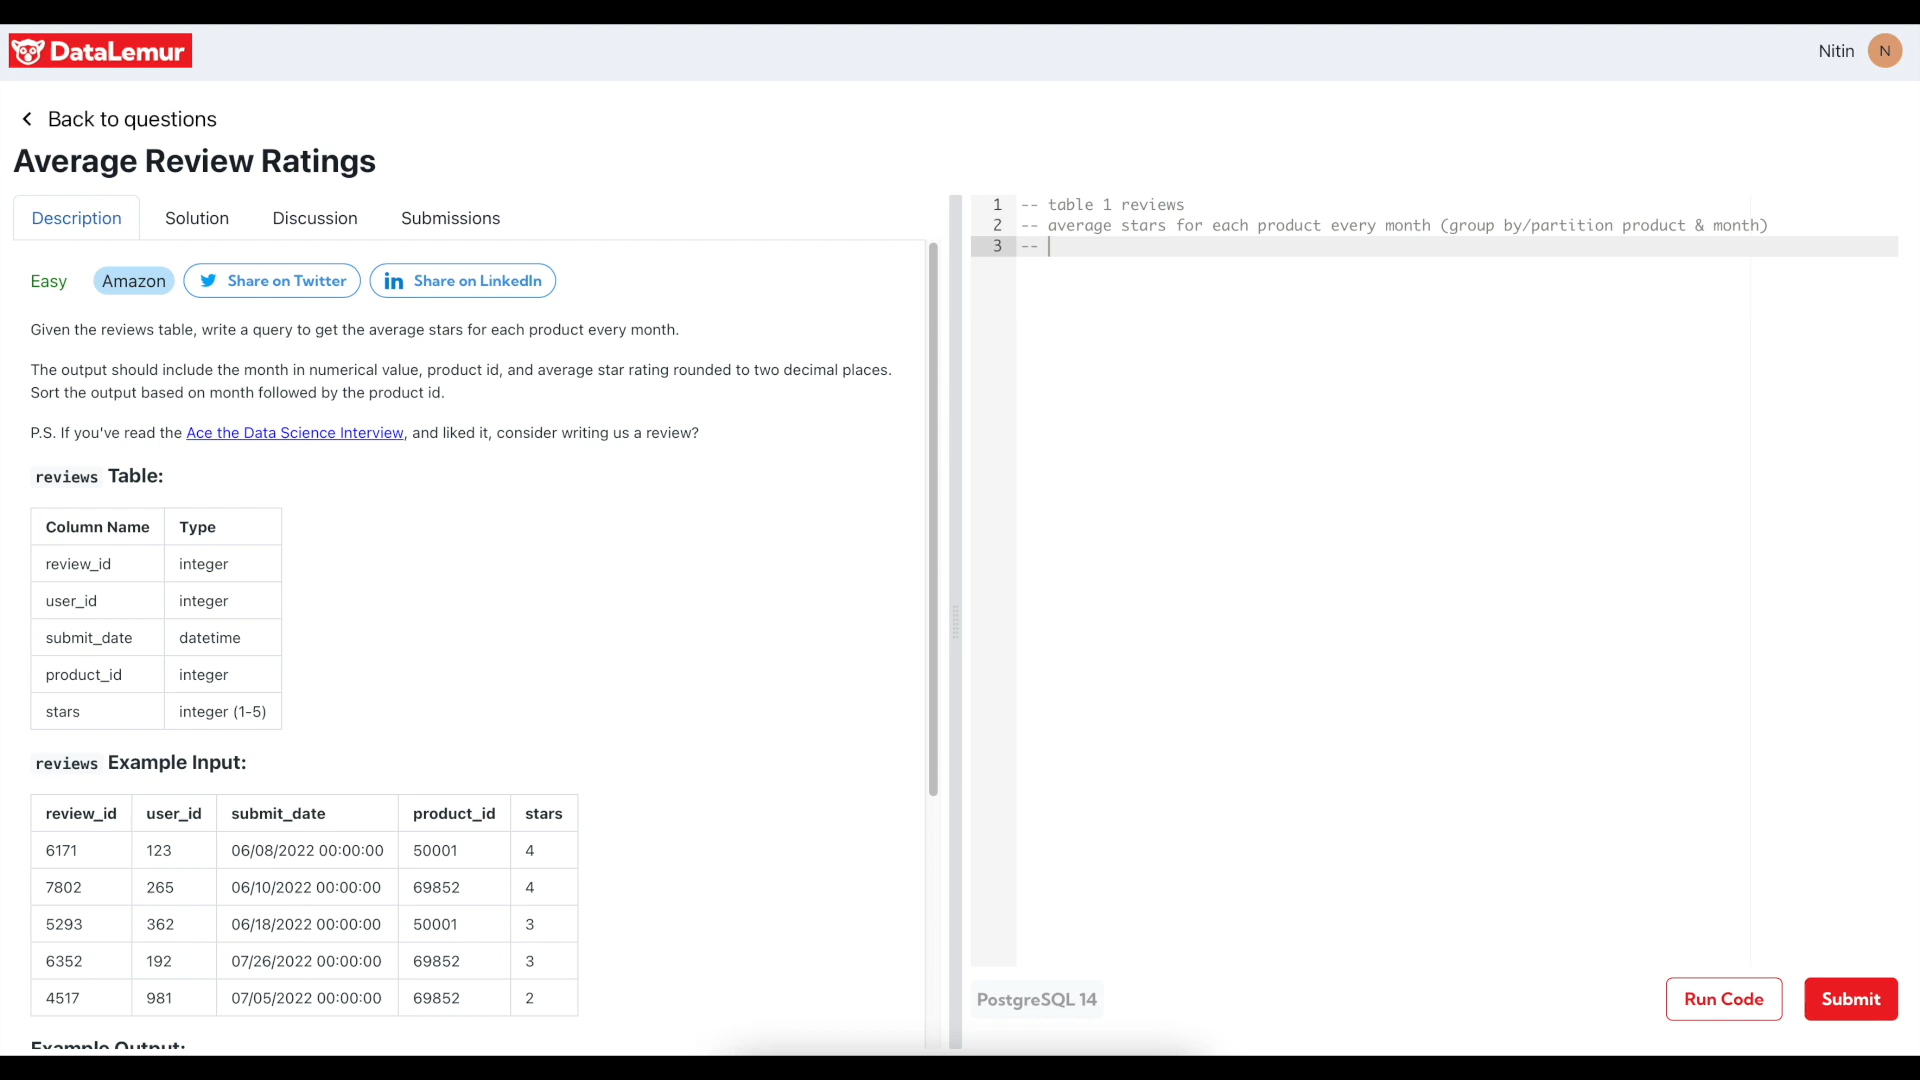 DataLemur
Nitin
N
Back to questions
Average Review Ratings
Description
Solution
Discussion
Submissions
Easy
Amazon
Share on Twitter
in Share on LinkedIn
Given the reviews table, write a query to get the average stars for each product every month.
The output should include the month in numerical value, product id, and average star rating rounded to two decimal places.
Sort the output based on month followed by the product id.
P.S. If you've read the Ace the Data Science Interview, and liked it, consider writing us a review?
reviews Table:
Column Name Type
review_id integer
user_id integer
submit_date datetime
product_id integer
stars integer (1-5)
reviews Example Input:
review_id user_id submit_date product_id stars
6171 123 06/08/2022 00:00:00 50001 4
7802 265 06/10/2022 00:00:00 69852 4
5293 362 06/18/2022 00:00:00 50001 3
6352 192 07/26/2022 00:00:00 69852 3
4517 981 07/05/2022 00:00:00 69852 2
Example Output:
1 -- table 1 reviews
2 -- average stars for each product every month (group by/partition product & month)
3 --
PostgreSQL 14
Run Code
Submit